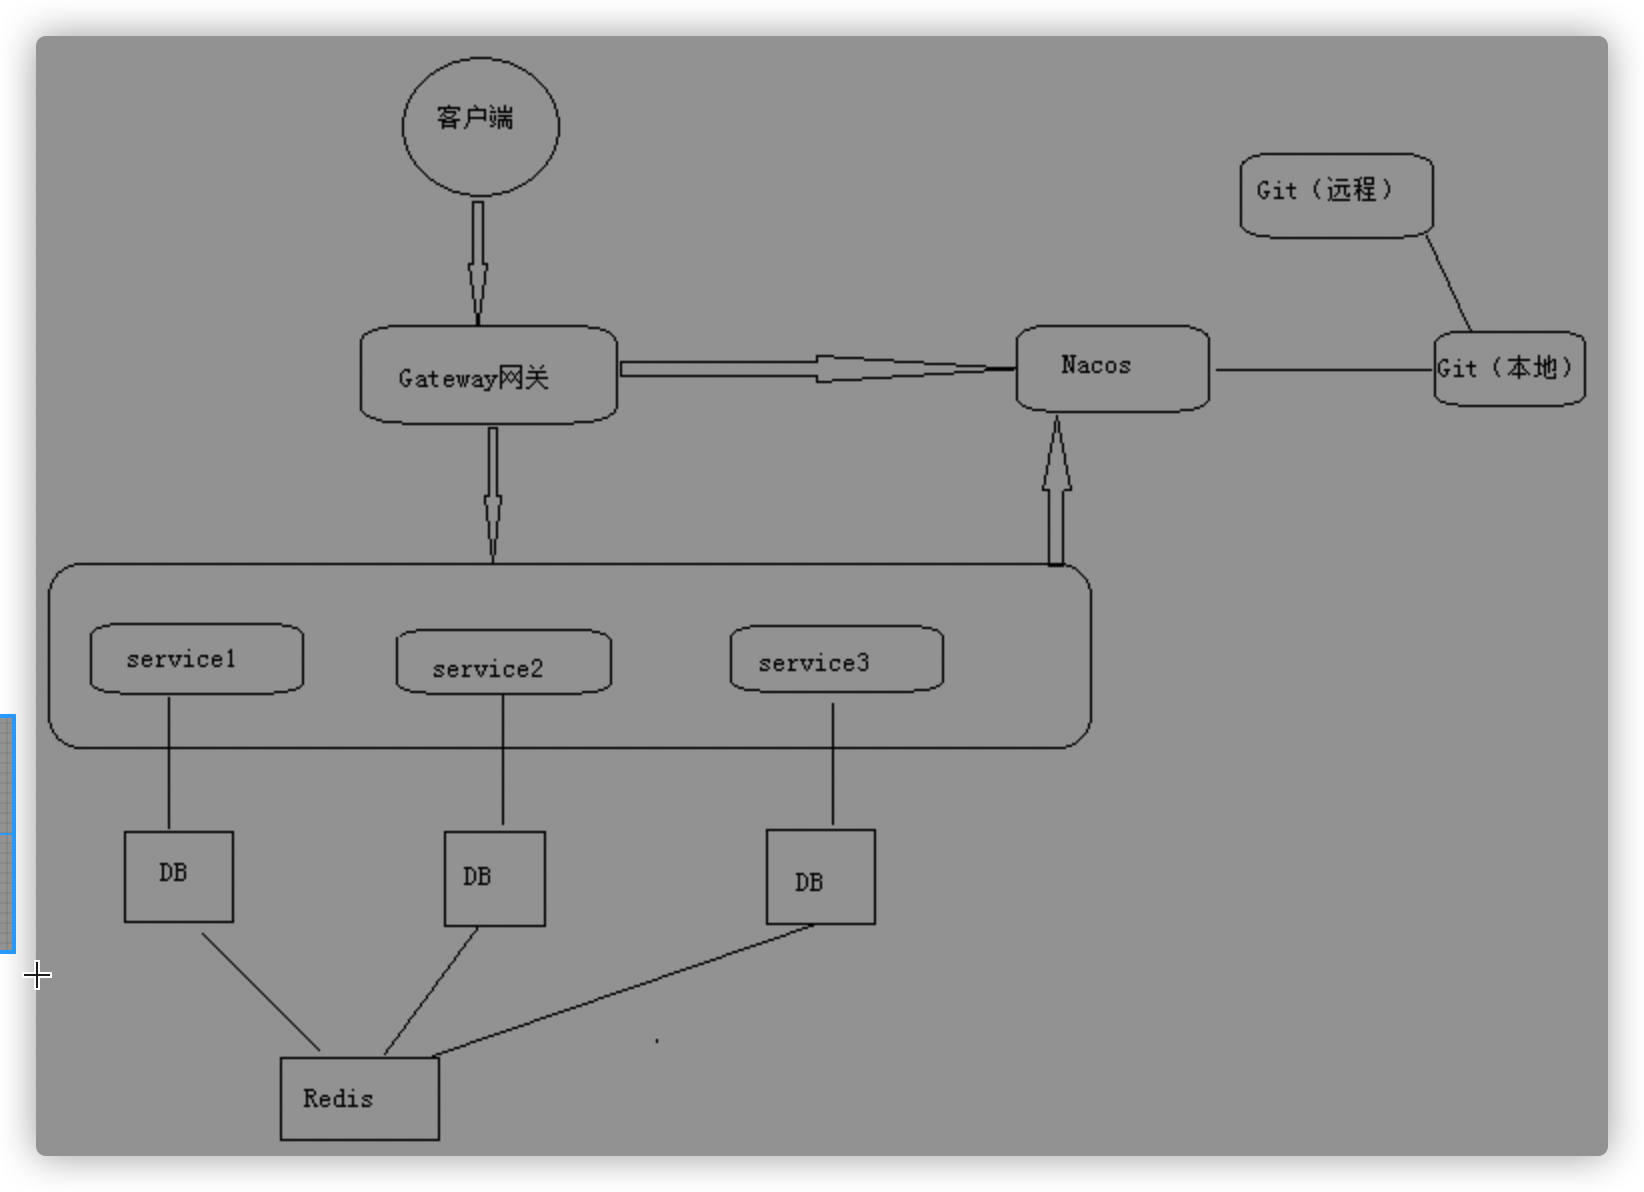 客户端
Git（远程）
Gateway网关
Nacos
Git（本地）
service1
service2
service3
DB
DB
DB
Redis